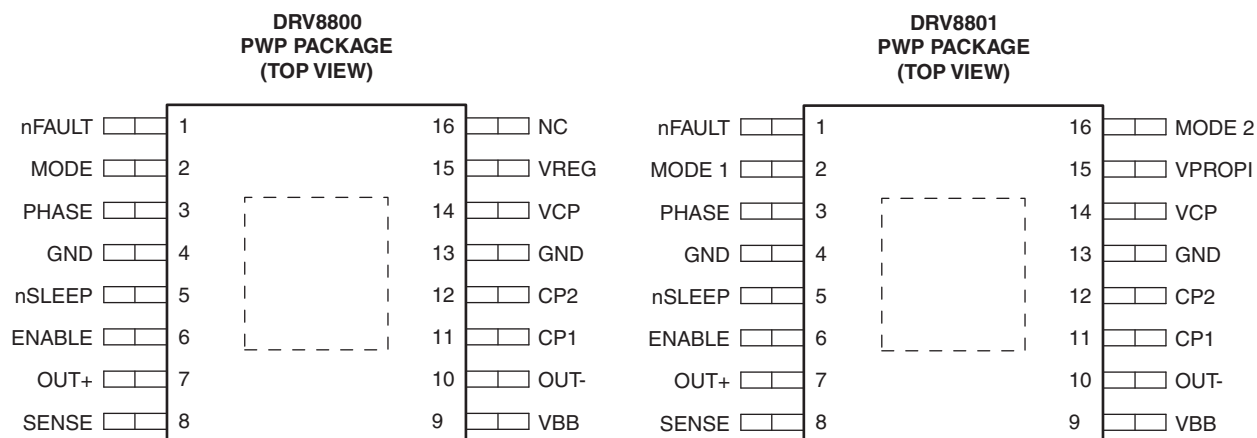 DRV8800
PWP PACKAGE
(TOP VIEW)
nFAULT 1 16 NC
MODE 2 15 VREG
PHASE 3 14 VCP
GND 4 13 GND
nSLEEP 5 12 CP2
ENABLE 6 11 CP1
OUT+ 7 10 OUT-
SENSE 8 9 VBB
DRV8801
PWP PACKAGE
(TOP VIEW)
nFAULT 1 16 MODE 2
MODE 1 2 15 VPROPI
PHASE 3 14 VCP
GND 4 13 GND
nSLEEP 5 12 CP2
ENABLE 6 11 CP1
OUT+ 7 10 OUT-
SENSE 8 9 VBB